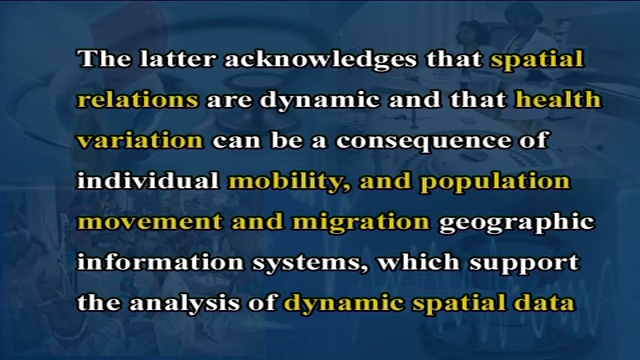 The latter acknowledges that spatial
relations are dynamic and that health
variation can be a consequence of
individual mobility, and population
movement and migration geographic
information systems, which support
the analysis of dynamic spatial data